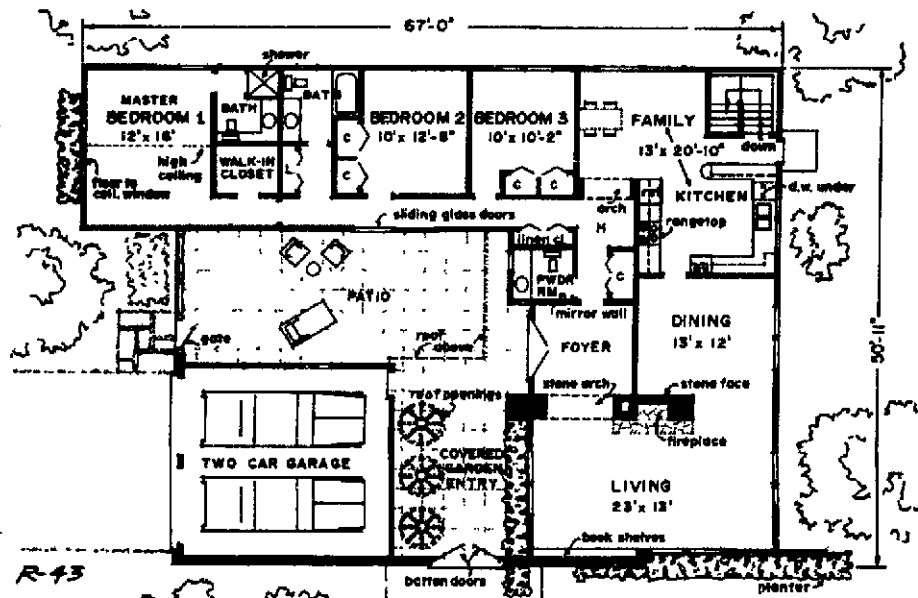 67'-0"
shower
MASTER
BEDROOM 1
12' x 16'
BATH
BATH
BEDROOM 2
10' x 12'-6"
BEDROOM 3
10' x 10'-2"
FAMILY
13' x 20'-10"
down
high
ceiling
WALK-IN
CLOSET
L
L
C
C
C
C
KITCHEN
d.w. under
floor to
ceil. window
sliding glass doors
arch
H
rangetop
linen cl
PWDR
RM.
C
mirror wall
PATIO
gate
roof
above
FOYER
DINING
13' x 12'
50'-11"
stone arch
stone face
roof openings
fireplace
TWO CAR GARAGE
COVERED
GARDEN
ENTRY
LIVING
23' x 13'
book shelves
R-43
batten doors
planter